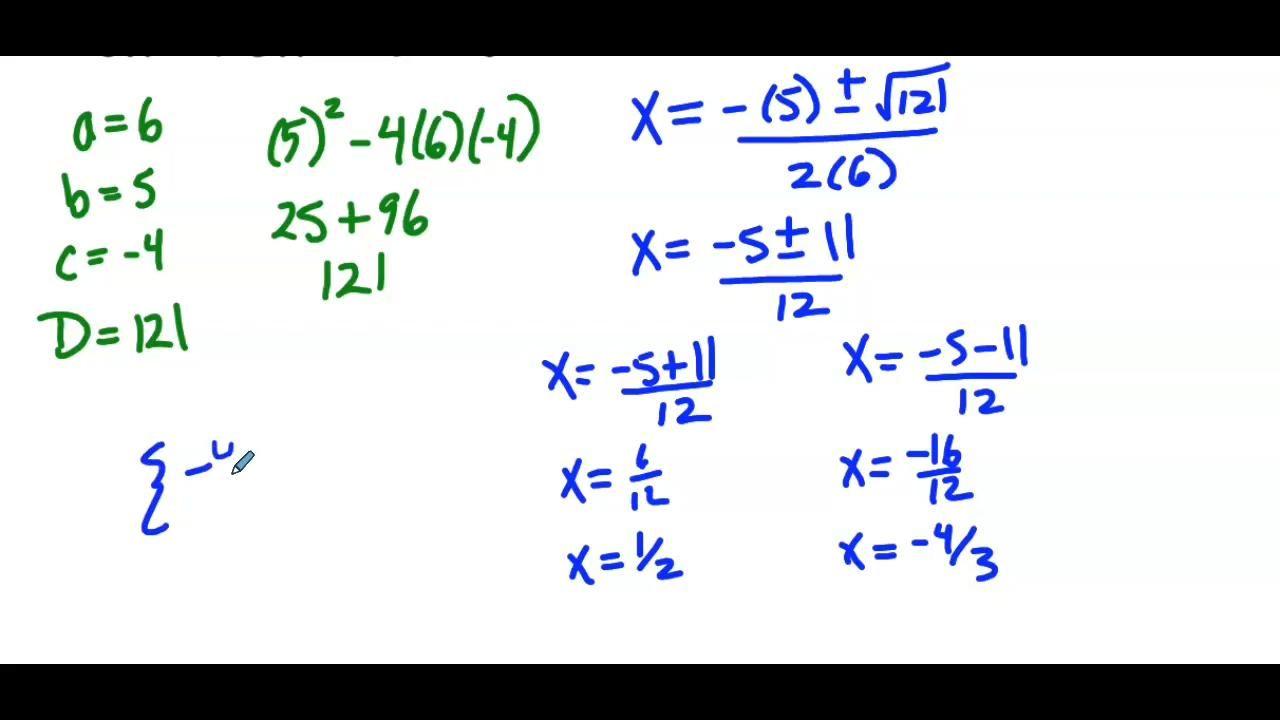 a = 6
b = 5
c = -4
D = 121
(5)² - 4(6)(-4)
25 + 96
121
x = -(5) ± √121 / 2(6)
x = -5 ± 11 / 12
x = -5 + 11 / 12
x = 6/12
x = 1/2
x = -5 - 11 / 12
x = -16/12
x = -4/3
{ -